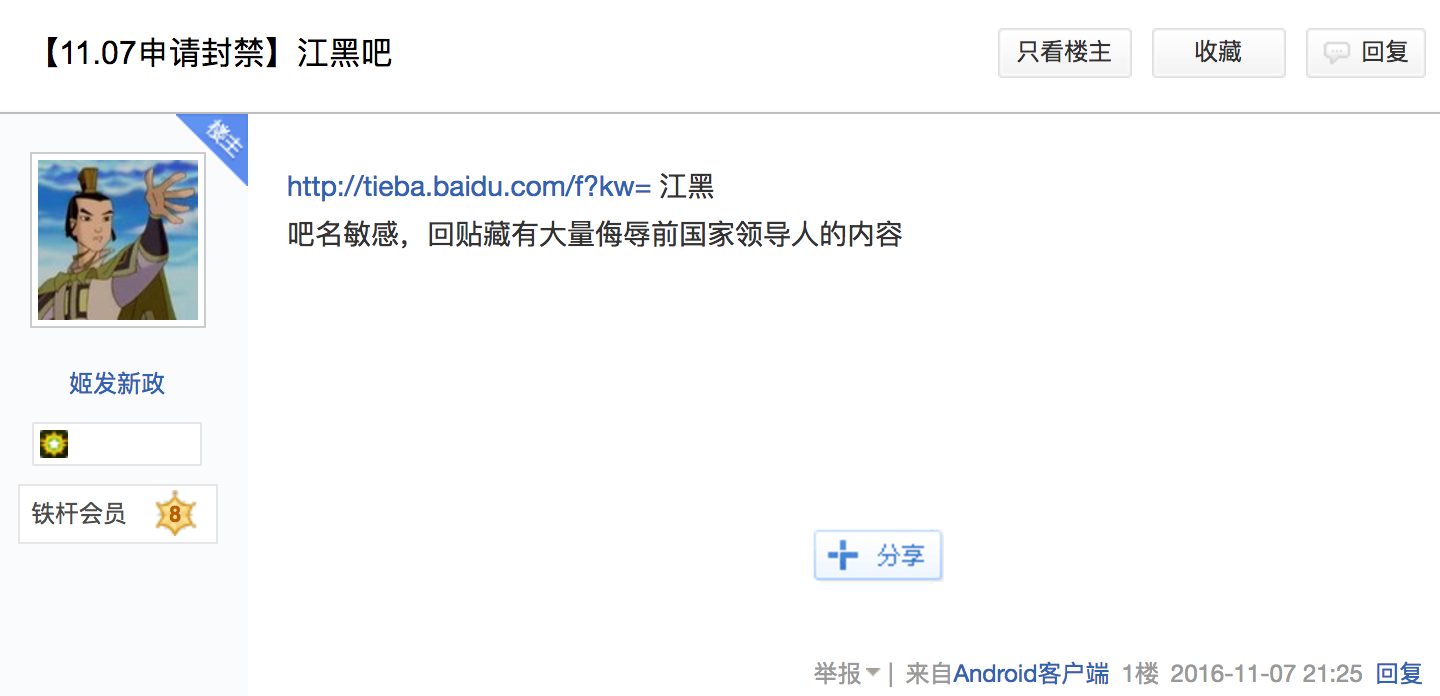 【11.07申请封禁】江黑吧
只看楼主
收藏
回复
楼主
http://tieba.baidu.com/f?kw= 江黑
吧名敏感，回贴藏有大量侮辱前国家领导人的内容
姬发新政
铁杆会员 8
分享
举报 | 来自Android客户端 1楼 2016-11-07 21:25 回复